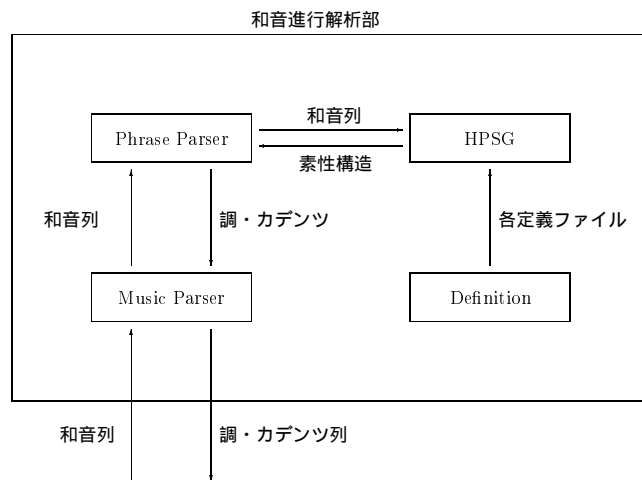 和音進行解析部
和音列
Phrase Parser
HPSG
素性構造
和音列
調・カデンツ
各定義ファイル
Music Parser
Definition
和音列
調・カデンツ列